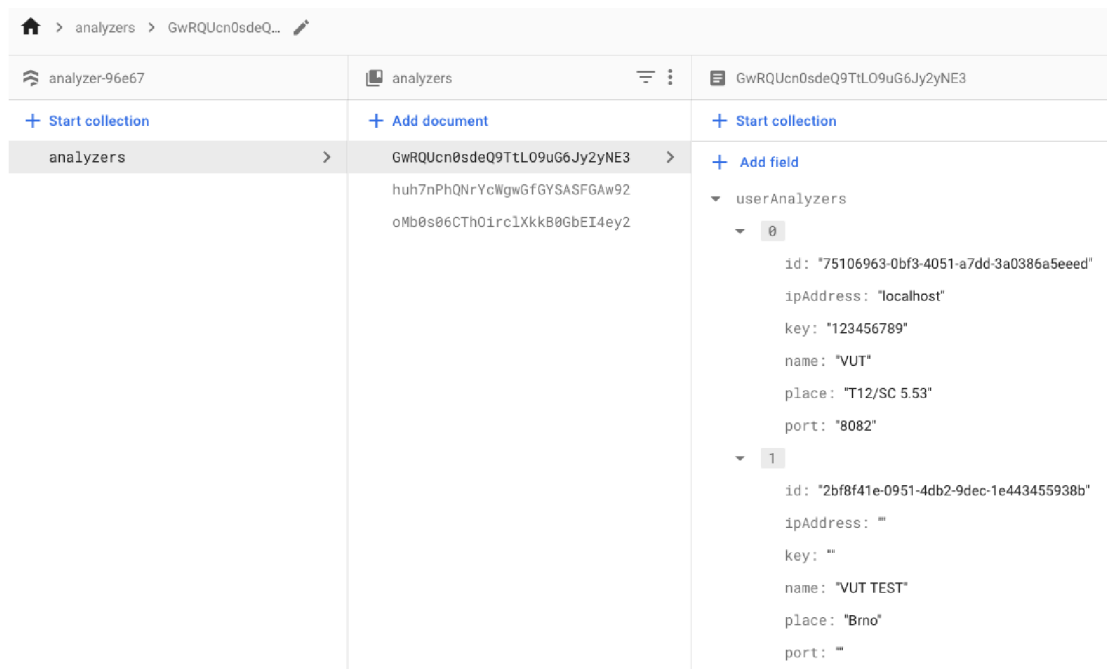 analyzers > GwRQUcn0sdeQ...
analyzer-96e67
+ Start collection
analyzers >
analyzers
+ Add document
GwRQUcn0sdeQ9TtLO9uG6Jy2yNE3 >
huh7nPhQNrYcWgwGfGYSASFGAw92
oMb0s06CThOirclXkkB0GbEI4ey2
GwRQUcn0sdeQ9TtLO9uG6Jy2yNE3
+ Start collection
+ Add field
userAnalyzers
0
id: "75106963-0bf3-4051-a7dd-3a0386a5eeed"
ipAddress: "localhost"
key: "123456789"
name: "VUT"
place: "T12/SC 5.53"
port: "8082"
1
id: "2bf8f41e-0951-4db2-9dec-1e443455938b"
ipAddress: ""
key: ""
name: "VUT TEST"
place: "Brno"
port: ""